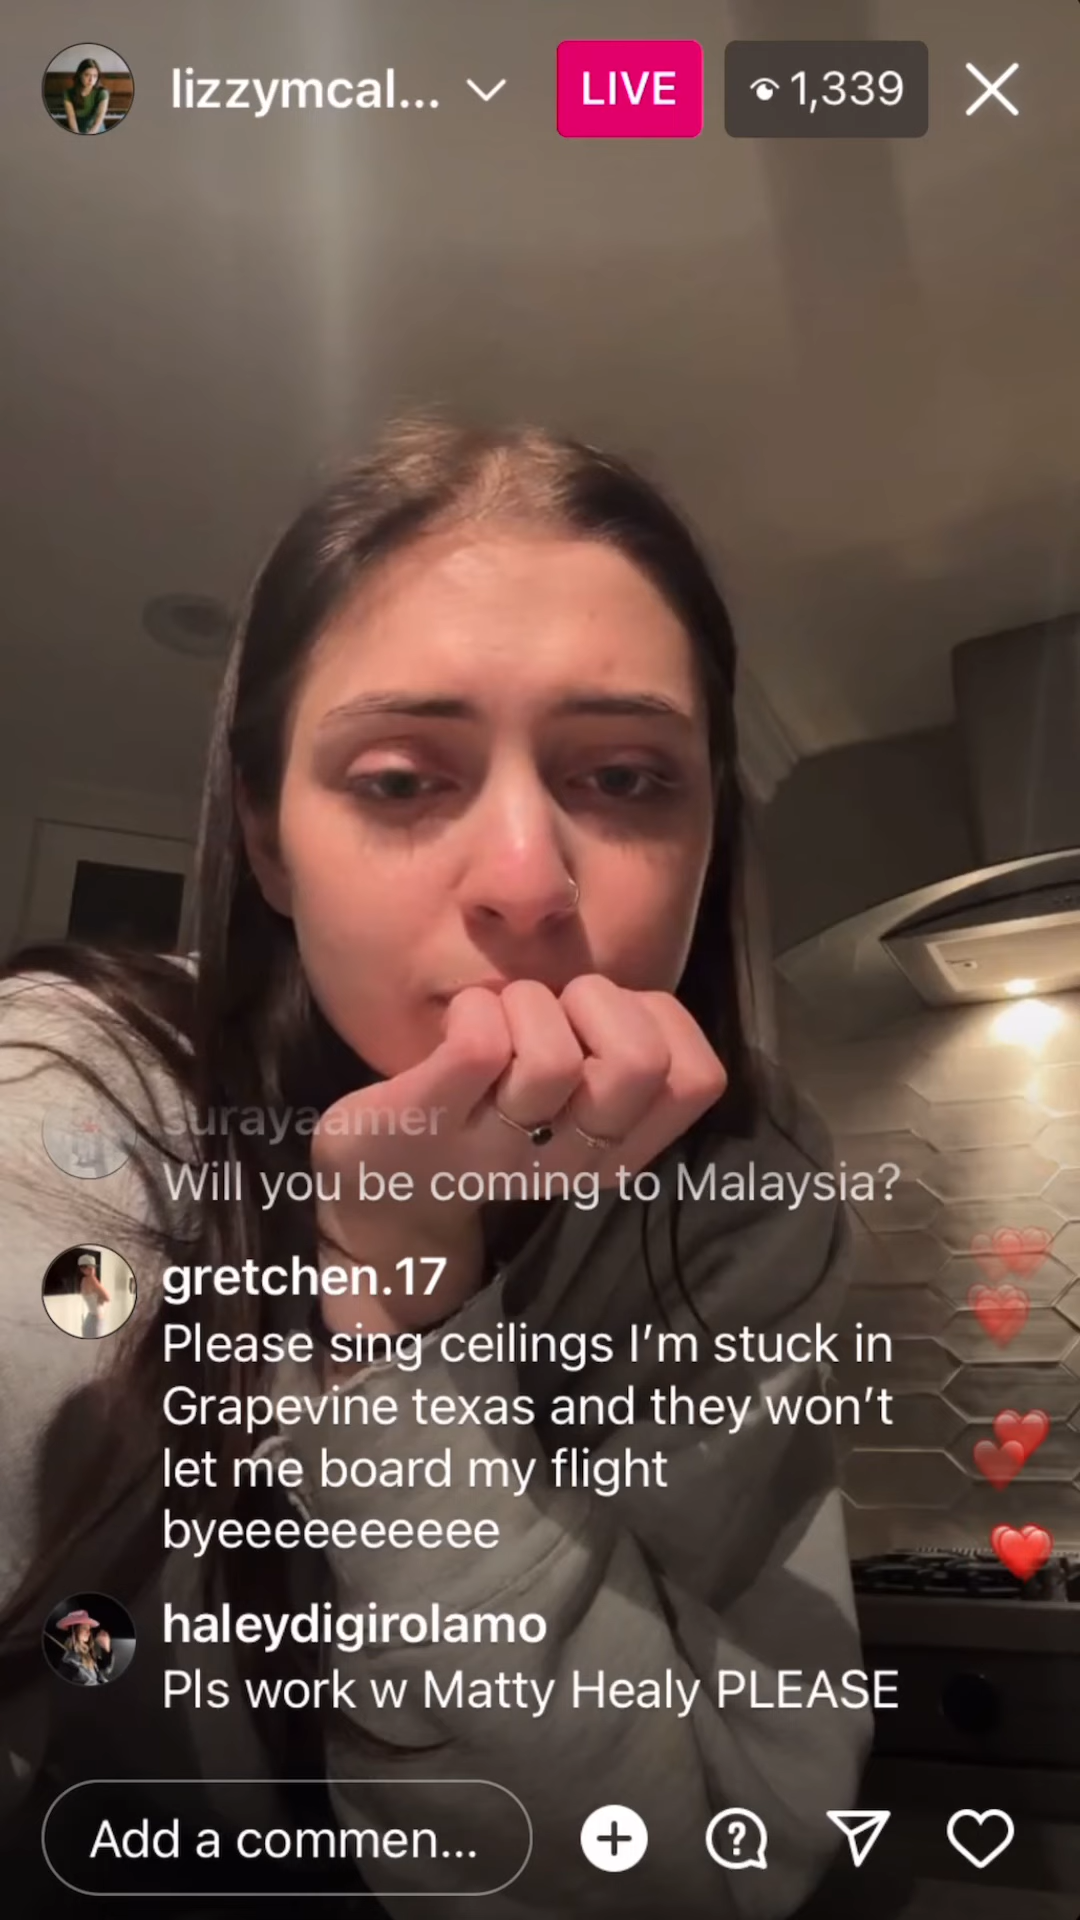 lizzymcal...
LIVE
1,339
surayaamer
Will you be coming to Malaysia?
gretchen.17
Please sing ceilings I’m stuck in
Grapevine texas and they won’t
let me board my flight
byeeeeeeeeee
haleydigirolamo
Pls work w Matty Healy PLEASE
Add a commen...